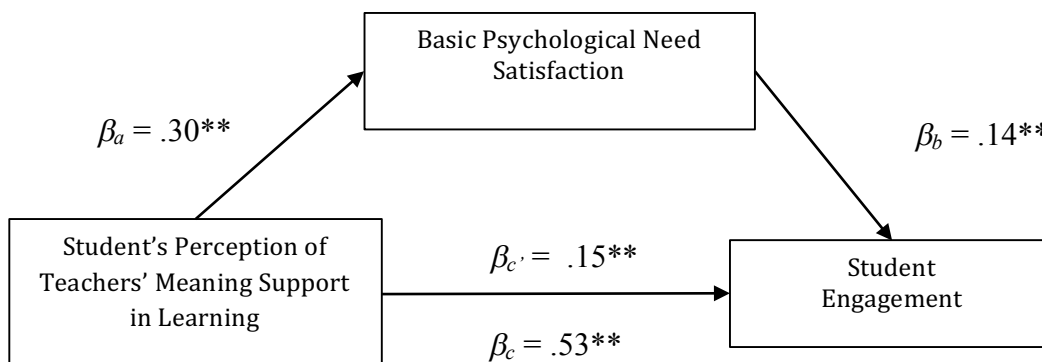 Basic Psychological Need
Satisfaction
βa = .30**
βb = .14**
Student’s Perception of
Teachers’ Meaning Support
in Learning
βc’ = .15**
βc = .53**
Student
Engagement